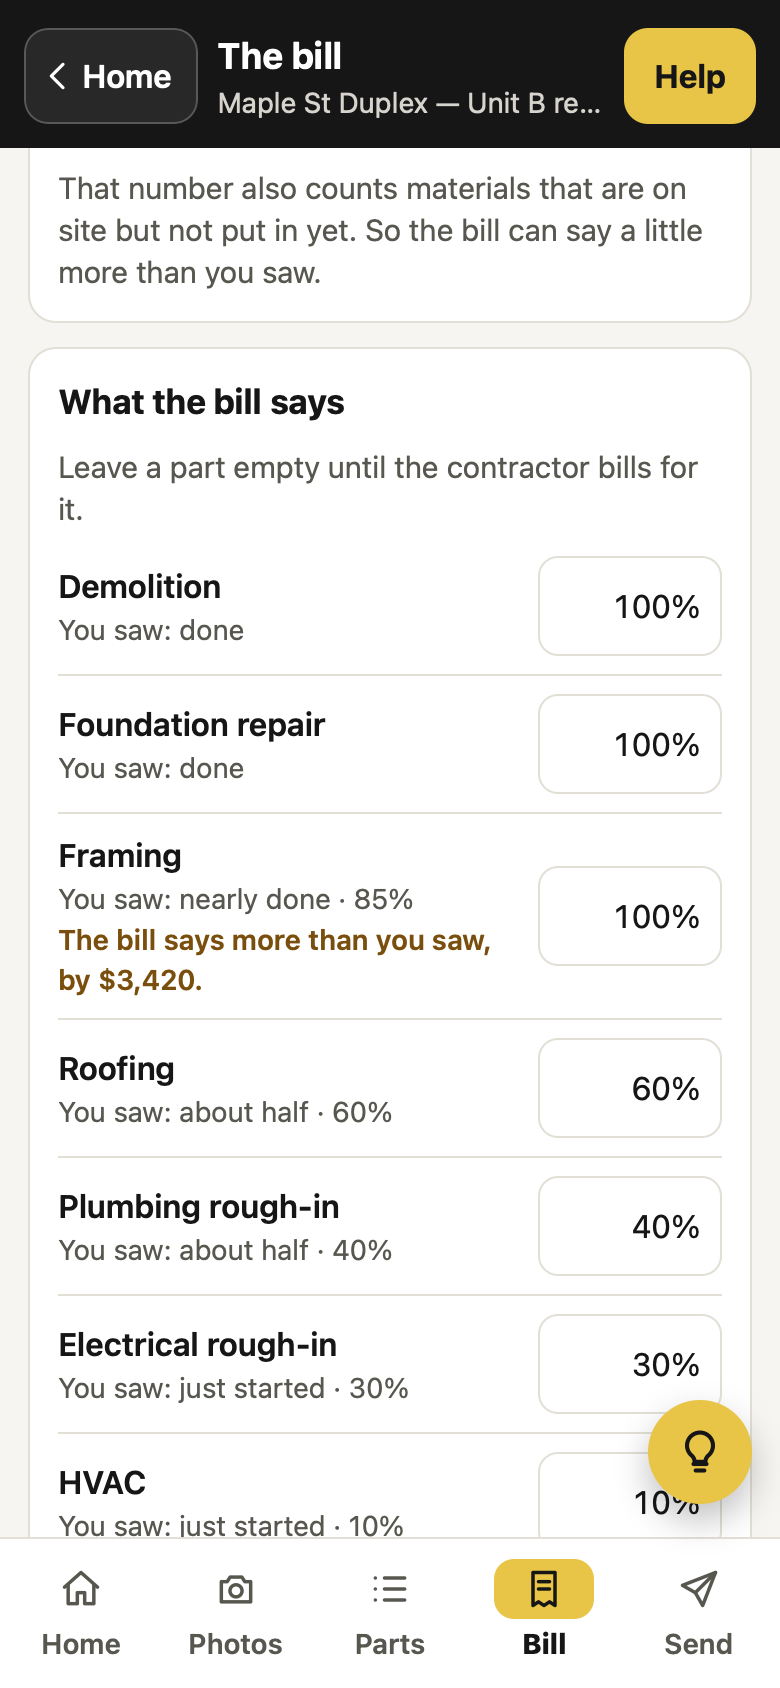 Home
The bill
Maple St Duplex — Unit B re...
Help
That number also counts materials that are on
site but not put in yet. So the bill can say a little
more than you saw.
What the bill says
Leave a part empty until the contractor bills for
it.
Demolition
You saw: done
100%
Foundation repair
You saw: done
100%
Framing
You saw: nearly done · 85%
The bill says more than you saw,
by $3,420.
100%
Roofing
You saw: about half · 60%
60%
Plumbing rough-in
You saw: about half · 40%
40%
Electrical rough-in
You saw: just started · 30%
30%
HVAC
You saw: just started · 10%
10%
Home
Photos
Parts
Bill
Send